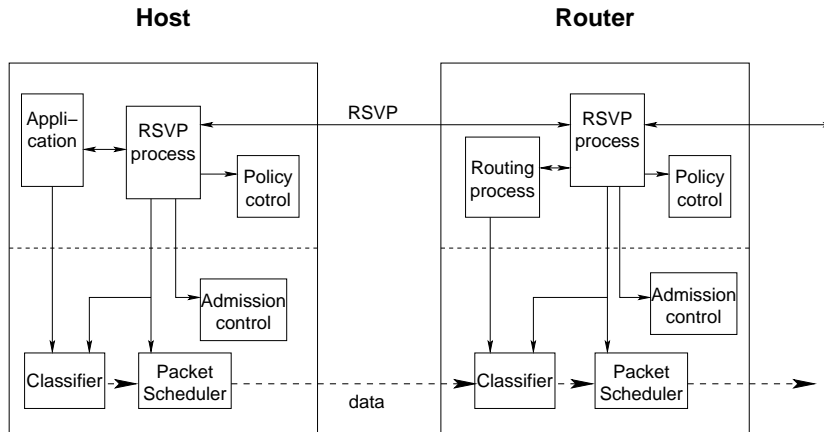 Host
Router
Appli–
cation
RSVP
process
Policy
cotrol
Admission
control
Classifier
Packet
Scheduler
RSVP
data
RSVP
process
Routing
process
Policy
cotrol
Admission
control
Classifier
Packet
Scheduler